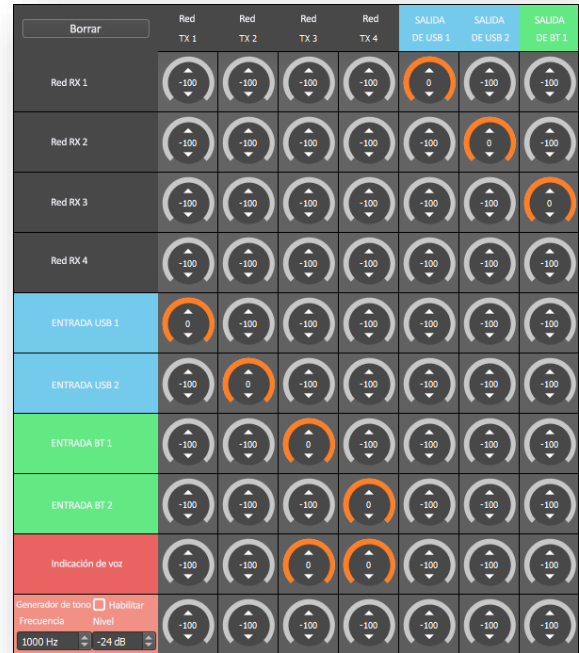 Borrar
Red Red Red Red SALIDA SALIDA SALIDA
TX 1 TX 2 TX 3 TX 4 DE USB 1 DE USB 2 DE BT 1
Red RX 1 -100 -100 -100 -100 0 -100 -100
Red RX 2 -100 -100 -100 -100 -100 0 -100
Red RX 3 -100 -100 -100 -100 -100 -100 0
Red RX 4 -100 -100 -100 -100 -100 -100 -100
ENTRADA USB 1 0 -100 -100 -100 -100 -100 -100
ENTRADA USB 2 -100 0 -100 -100 -100 -100 -100
ENTRADA BT 1 -100 -100 0 -100 -100 -100 -100
ENTRADA BT 2 -100 -100 -100 0 -100 -100 -100
Indicación de voz -100 -100 0 0 -100 -100 -100
Generador de tono Habilitar
Frecuencia Nivel
1000 Hz -24 dB -100 -100 -100 -100 -100 -100 -100